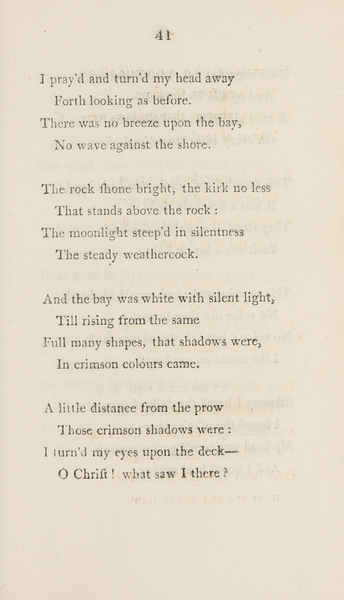 41
I pray'd and turn'd my head away
Forth looking as before.
There was no breeze upon the bay,
No wave against the shore.
The rock ſhone bright, the kirk no less
That stands above the rock :
The moonlight steep'd in silentness
The steady weathercock.
And the bay was white with silent light,
Till rising from the same
Full many shapes, that shadows were,
In crimson colours came.
A little distance from the prow
Those crimson shadows were :
I turn'd my eyes upon the deck—
O Chriſt ! what saw I there ?